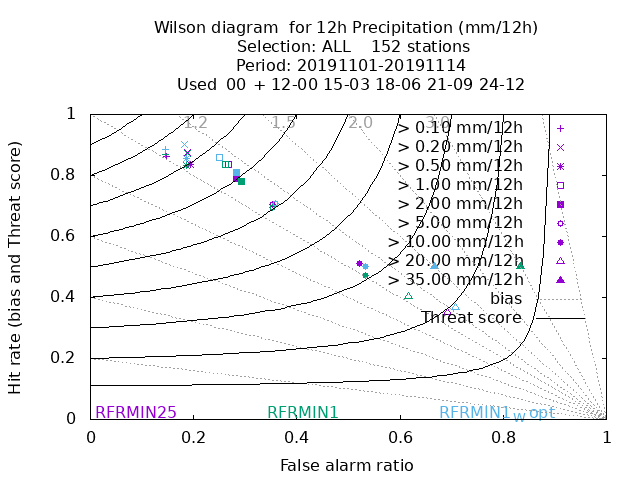 Wilson diagram for 12h Precipitation (mm/12h)
Selection: ALL 152 stations
Period: 20191101-20191114
Used 00 + 12-00 15-03 18-06 21-09 24-12
1.2 1.5 2.0 3.0
> 0.10 mm/12h
> 0.20 mm/12h
> 0.50 mm/12h
> 1.00 mm/12h
> 2.00 mm/12h
> 5.00 mm/12h
> 10.00 mm/12h
> 20.00 mm/12h
> 35.00 mm/12h
bias
Threat score
Hit rate (bias and Threat score)
1
0.8
0.6
0.4
0.2
0
RFRMIN25 RFRMIN1 RFRMIN1_W_opt
0 0.2 0.4 0.6 0.8 1
False alarm ratio